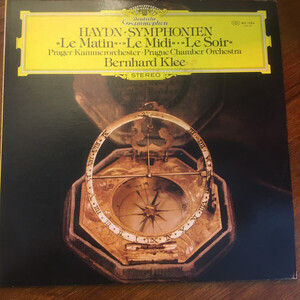 Deutsche
Grammophon
HAYDN·SYMPHONIEN
»Le Matin«·»Le Midi«·»Le Soir«
Prager Kammerorchester·Prague Chamber Orchestra
Bernhard Klee
STEREO